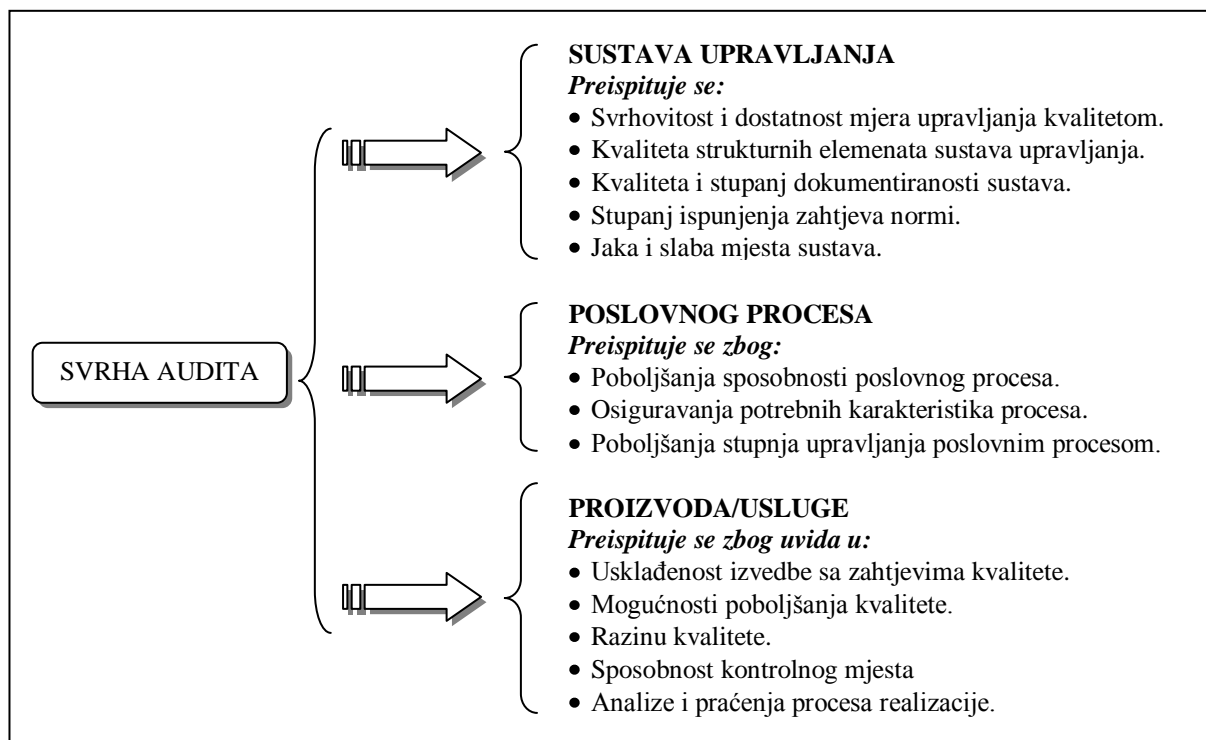 SVRHA AUDITA
SUSTAVA UPRAVLJANJA
Preispituje se:
• Svrhovitost i dostatnost mjera upravljanja kvalitetom.
• Kvaliteta strukturnih elemenata sustava upravljanja.
• Kvaliteta i stupanj dokumentiranosti sustava.
• Stupanj ispunjenja zahtjeva normi.
• Jaka i slaba mjesta sustava.
POSLOVNOG PROCESA
Preispituje se zbog:
• Poboljšanja sposobnosti poslovnog procesa.
• Osiguravanja potrebnih karakteristika procesa.
• Poboljšanja stupnja upravljanja poslovnim procesom.
PROIZVODA/USLUGE
Preispituje se zbog uvida u:
• Usklađenost izvedbe sa zahtjevima kvalitete.
• Mogućnosti poboljšanja kvalitete.
• Razinu kvalitete.
• Sposobnost kontrolnog mjesta
• Analize i praćenja procesa realizacije.